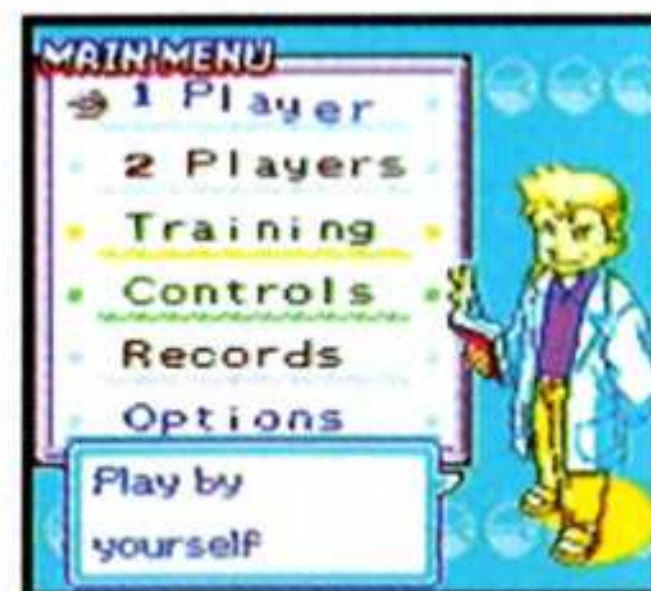 MAIN MENU
1 Player
2 Players
Training
Controls
Records
Options
Play by
yourself